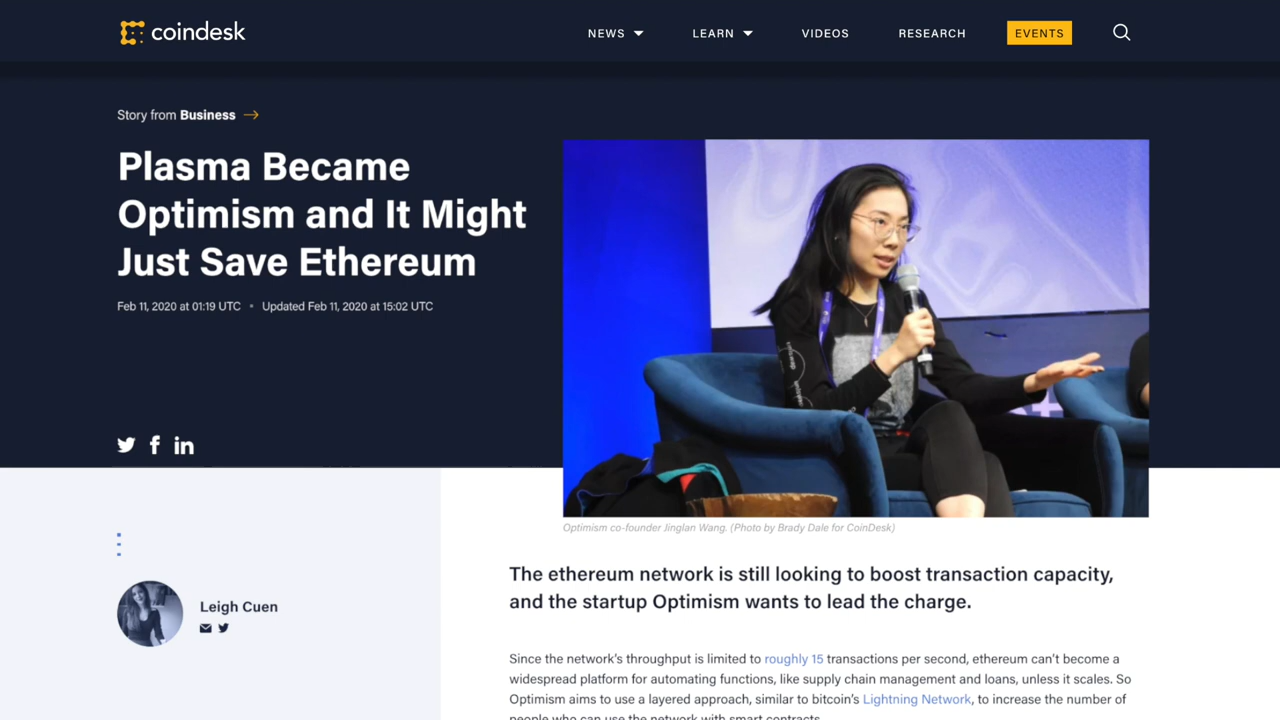 coindesk
NEWS
LEARN
VIDEOS
RESEARCH
EVENTS
Story from Business
Plasma Became
Optimism and It Might
Just Save Ethereum
Feb 11, 2020 at 01:19 UTC • Updated Feb 11, 2020 at 15:02 UTC
Optimism co-founder Jinglan Wang. (Photo by Brady Dale for CoinDesk)
Leigh Cuen
The ethereum network is still looking to boost transaction capacity,
and the startup Optimism wants to lead the charge.
Since the network's throughput is limited to roughly 15 transactions per second, ethereum can't become a
widespread platform for automating functions, like supply chain management and loans, unless it scales. So
Optimism aims to use a layered approach, similar to bitcoin's Lightning Network, to increase the number of
people who can use the network with smart contracts.